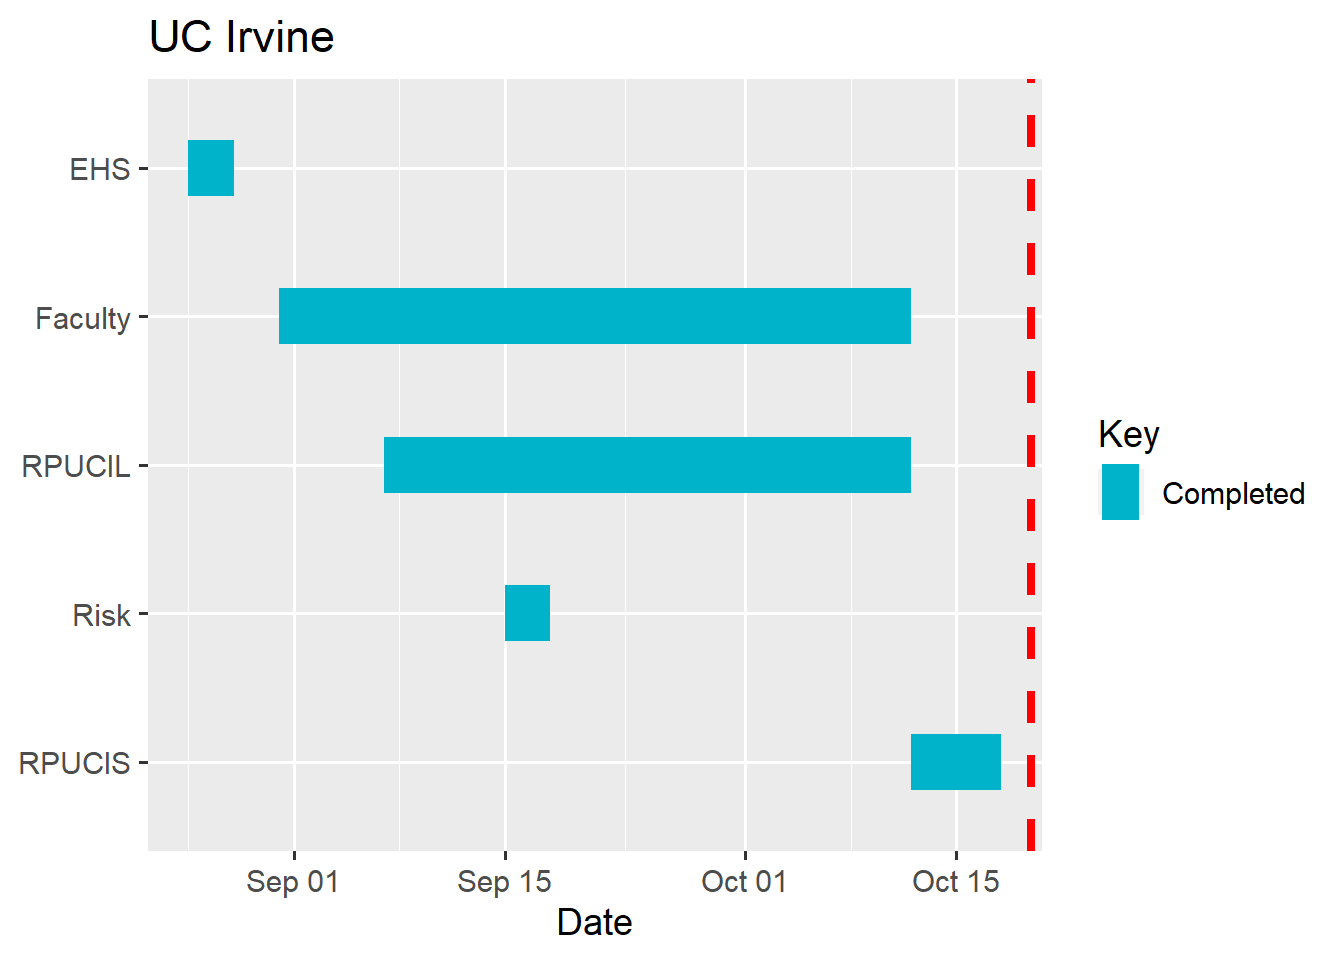 UC Irvine
EHS
Faculty
RPUCIL
Risk
RPUCIS
Sep 01 Sep 15 Oct 01 Oct 15
Date
Key
Completed